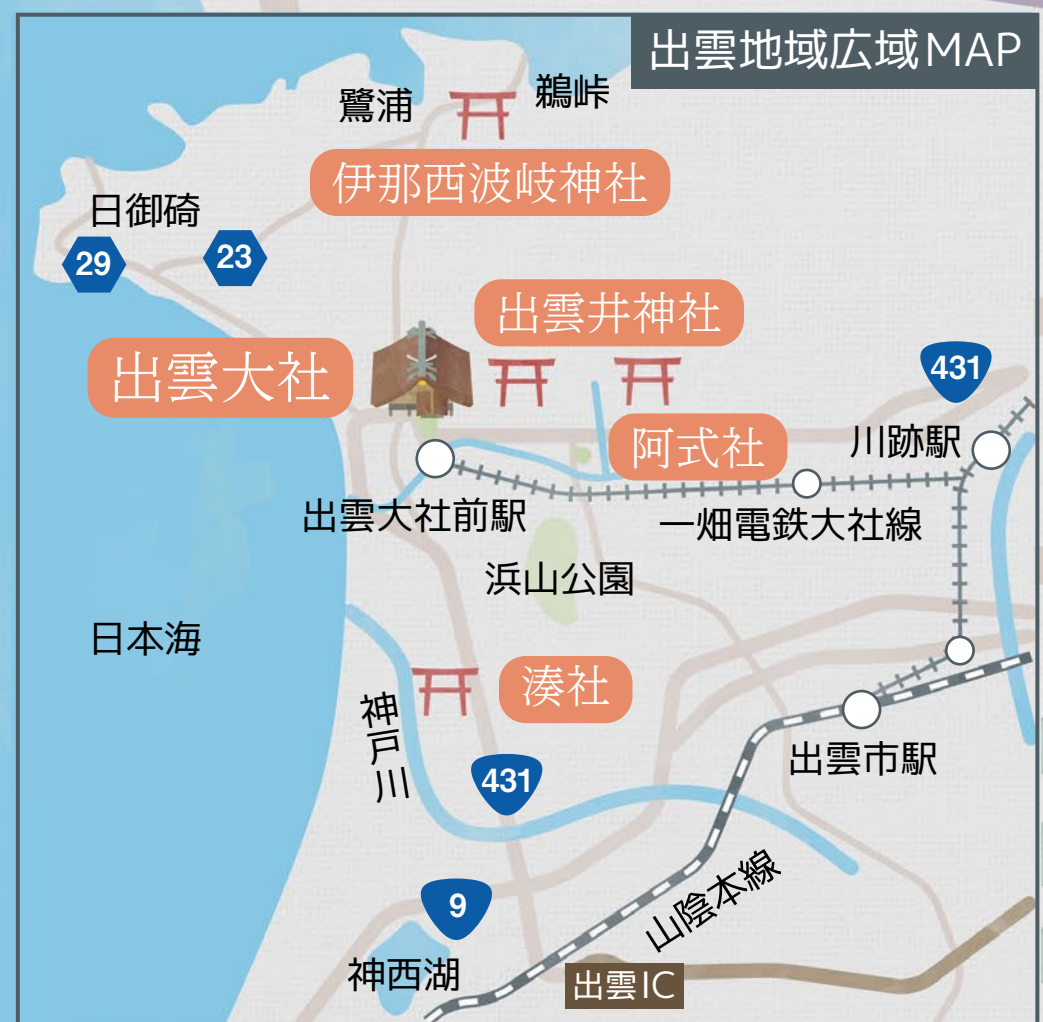 出雲地域広域MAP
鷺浦
鵜峠
伊那西波岐神社
日御碕
29
23
出雲井神社
出雲大社
431
阿式社
川跡駅
出雲大社前駅
一畑電鉄大社線
浜山公園
日本海
湊社
神戸川
出雲市駅
431
山陰本線
9
神西湖
出雲IC